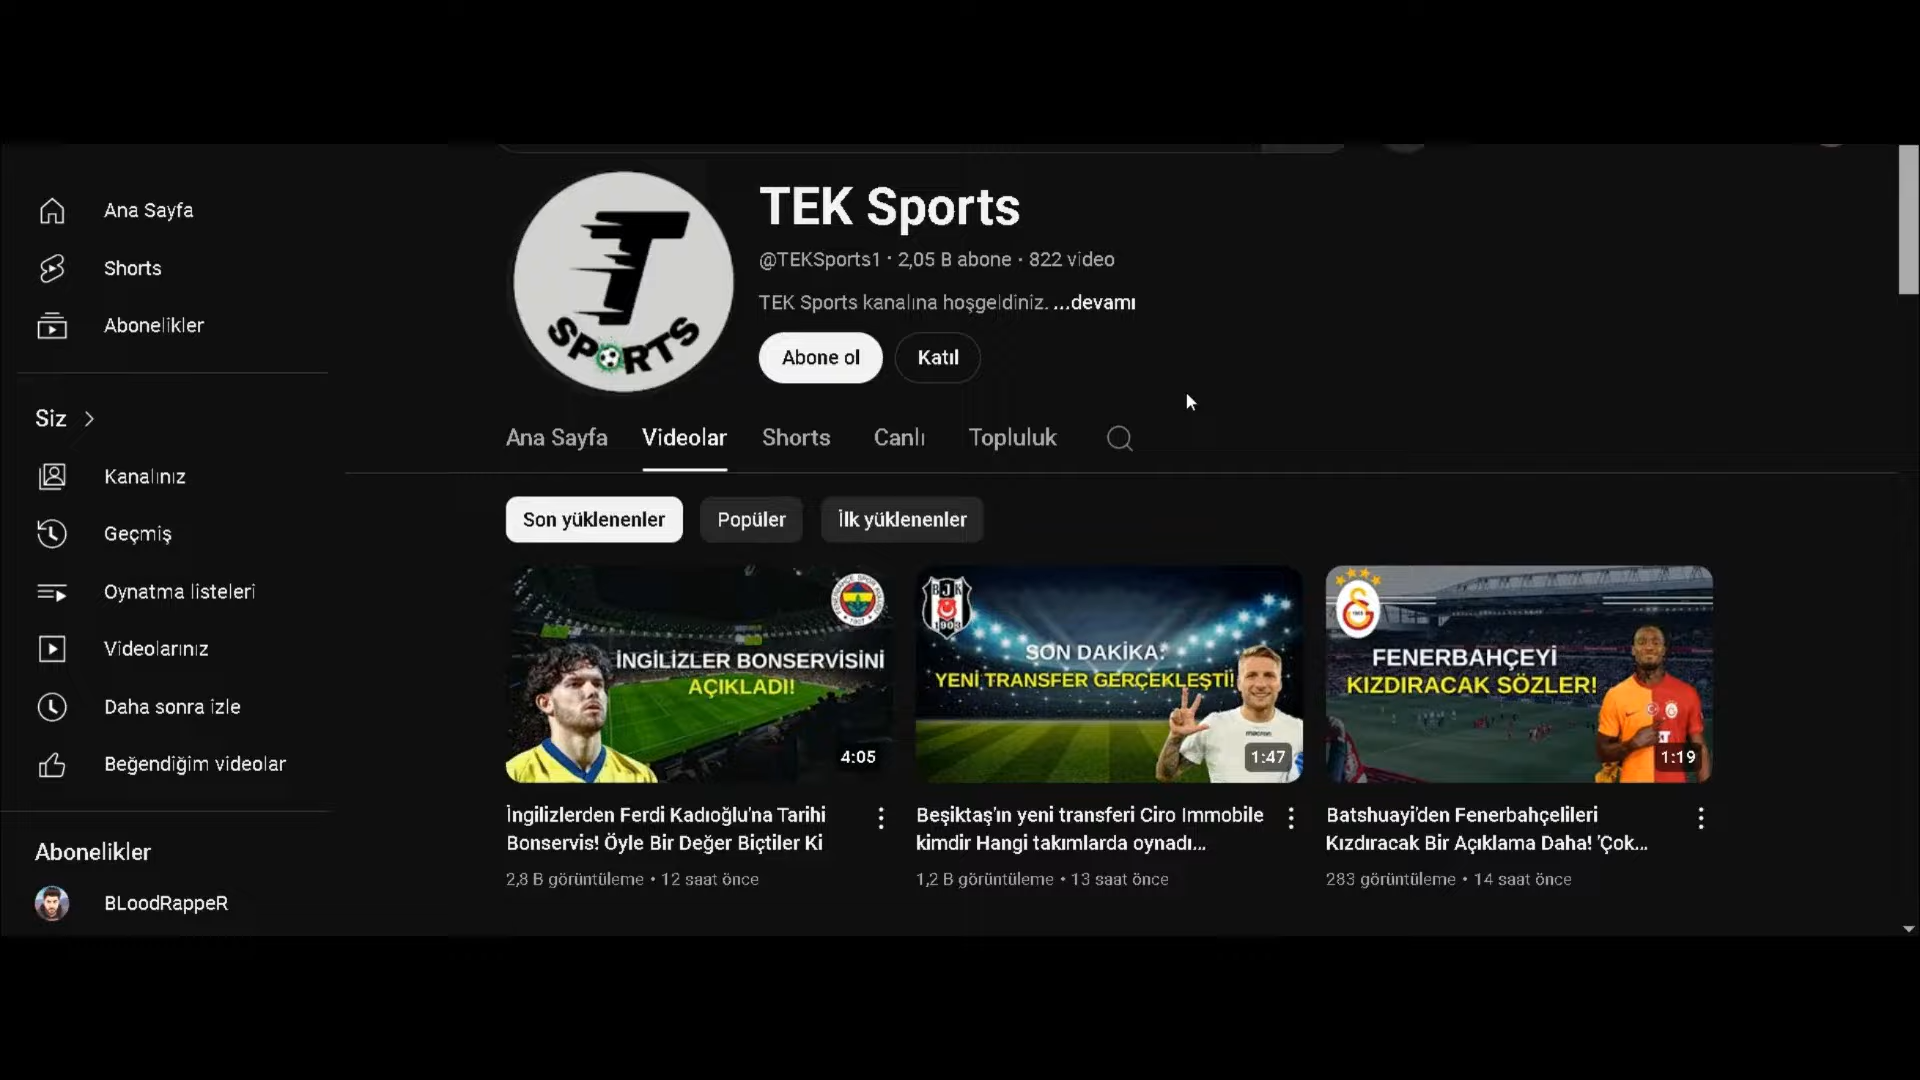 Ana Sayfa
Shorts
Abonelikler
Siz
Kanalınız
Geçmiş
Oynatma listeleri
Videolarınız
Daha sonra izle
Beğendiğim videolar
Abonelikler
BLoodRappeR
T
SPORTS
TEK Sports
@TEKSports1 • 2,05 B abone • 822 video
TEK Sports kanalına hoşgeldiniz. ...devamı
Abone ol
Katıl
Ana Sayfa
Videolar
Shorts
Canlı
Topluluk
Son yüklenenler
Popüler
İlk yüklenenler
İNGİLİZLER BONSERVİSİNİ
AÇIKLADI!
4:05
BJK
1903
SON DAKİKA:
YENİ TRANSFER GERÇEKLEŞTİ!
1:47
FENERBAHÇEYİ
KIZDIRACAK SÖZLER!
1:19
İngilizlerden Ferdi Kadıoğlu'na Tarihi
Bonservis! Öyle Bir Değer Biçtiler Ki
2,8 B görüntüleme • 12 saat önce
Beşiktaş'ın yeni transferi Ciro Immobile
kimdir Hangi takımlarda oynadı...
1,2 B görüntüleme • 13 saat önce
Batshuayi'den Fenerbahçelileri
Kızdıracak Bir Açıklama Daha! 'Çok...
283 görüntüleme • 14 saat önce